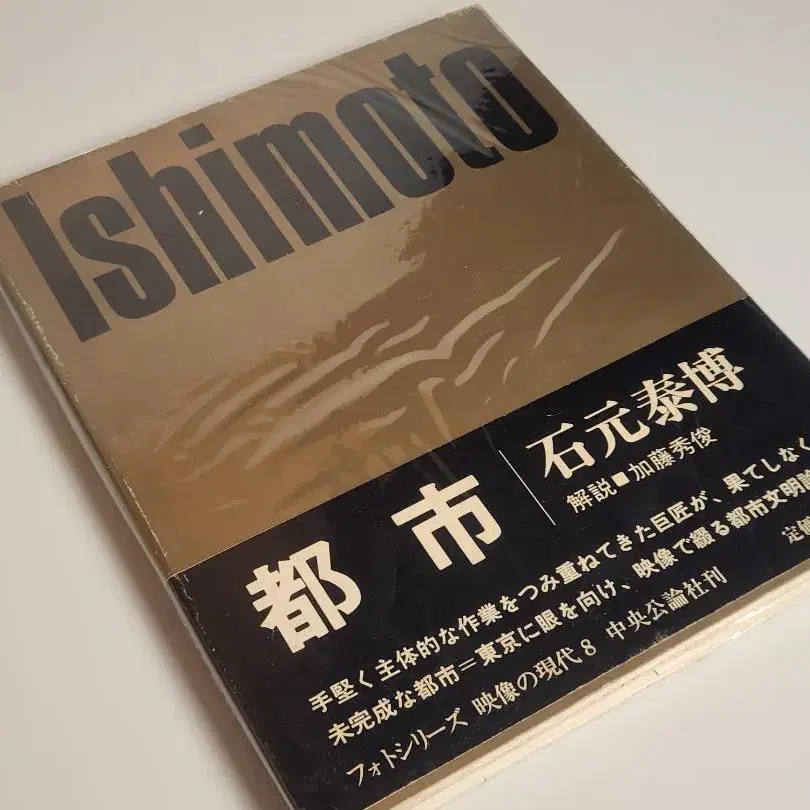 Ishimoto
都市
石元泰博
解説■加藤秀俊
手堅く主体的な作業をつみ重ねてきた巨匠が、果てしなく
未完成な都市＝東京に眼を向け、映像で綴る都市文明論
フォトシリーズ 映像の現代8 中央公論社刊
定価